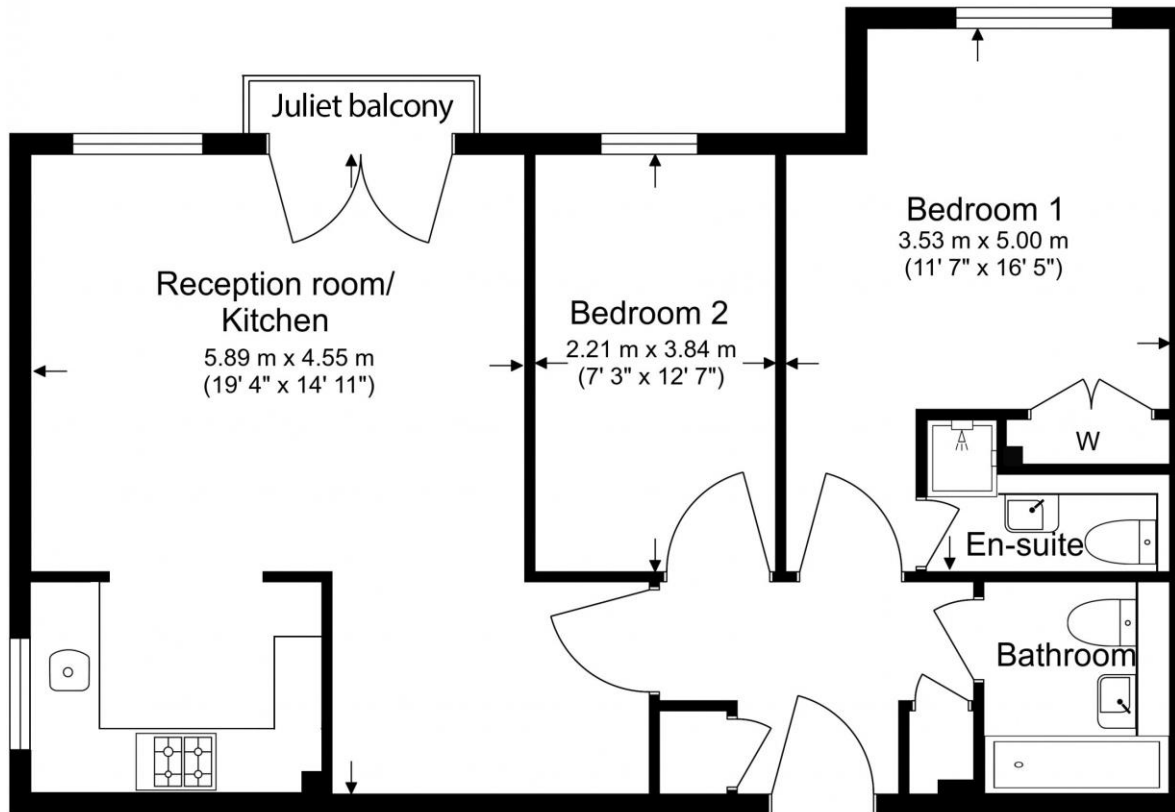 Juliet balcony
Reception room/
Kitchen
5.89 m x 4.55 m
(19' 4" x 14' 11")
Bedroom 2
2.21 m x 3.84 m
(7' 3" x 12' 7")
Bedroom 1
3.53 m x 5.00 m
(11' 7" x 16' 5")
W
En-suite
Bathroom